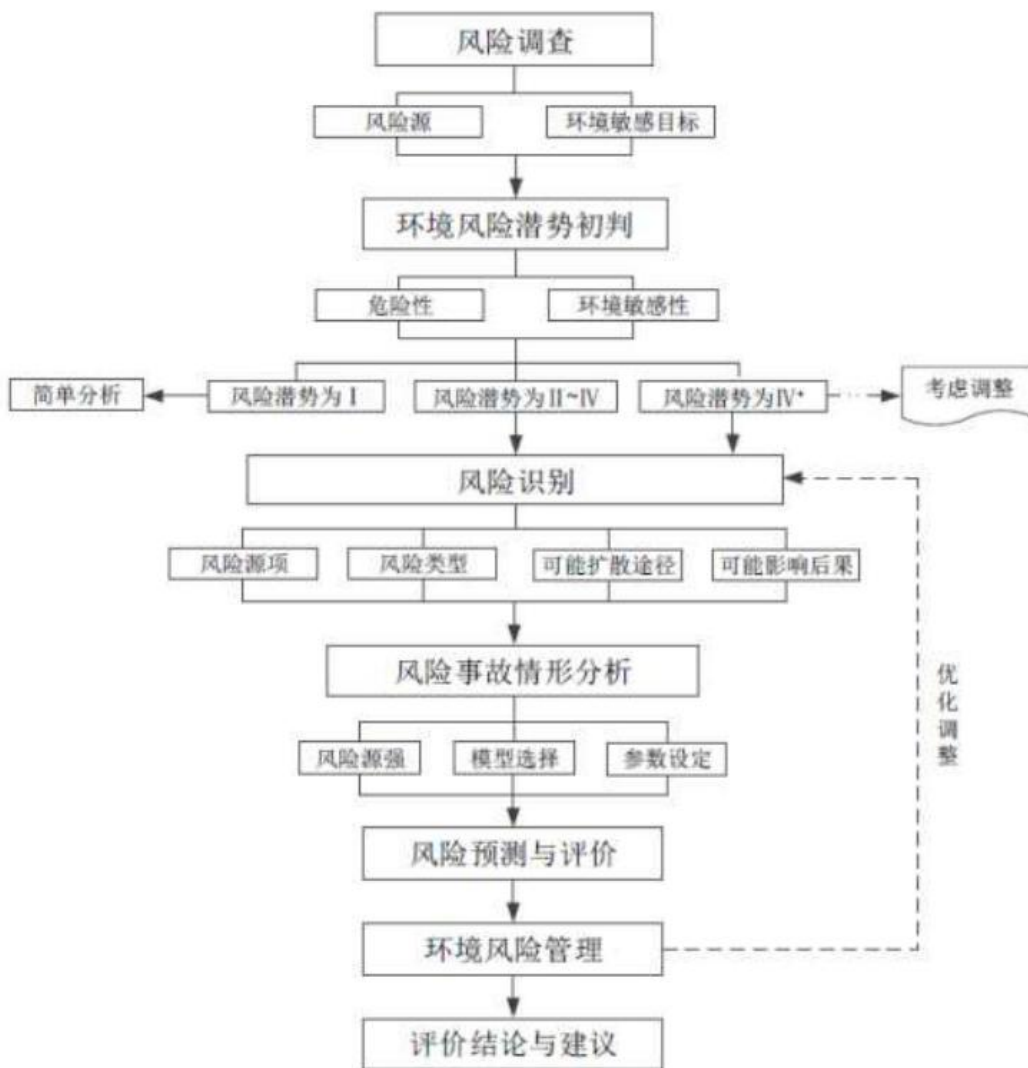 风险调查
风险源
环境敏感目标
环境风险潜势初判
危险性
环境敏感性
简单分析
风险潜势为Ⅰ
风险潜势为Ⅱ~Ⅳ
风险潜势为Ⅳ+
考虑调整
风险识别
风险源项
风险类型
可能扩散途径
可能影响后果
风险事故情形分析
优化调整
风险源强
模型选择
参数设定
风险预测与评价
环境风险管理
评价结论与建议